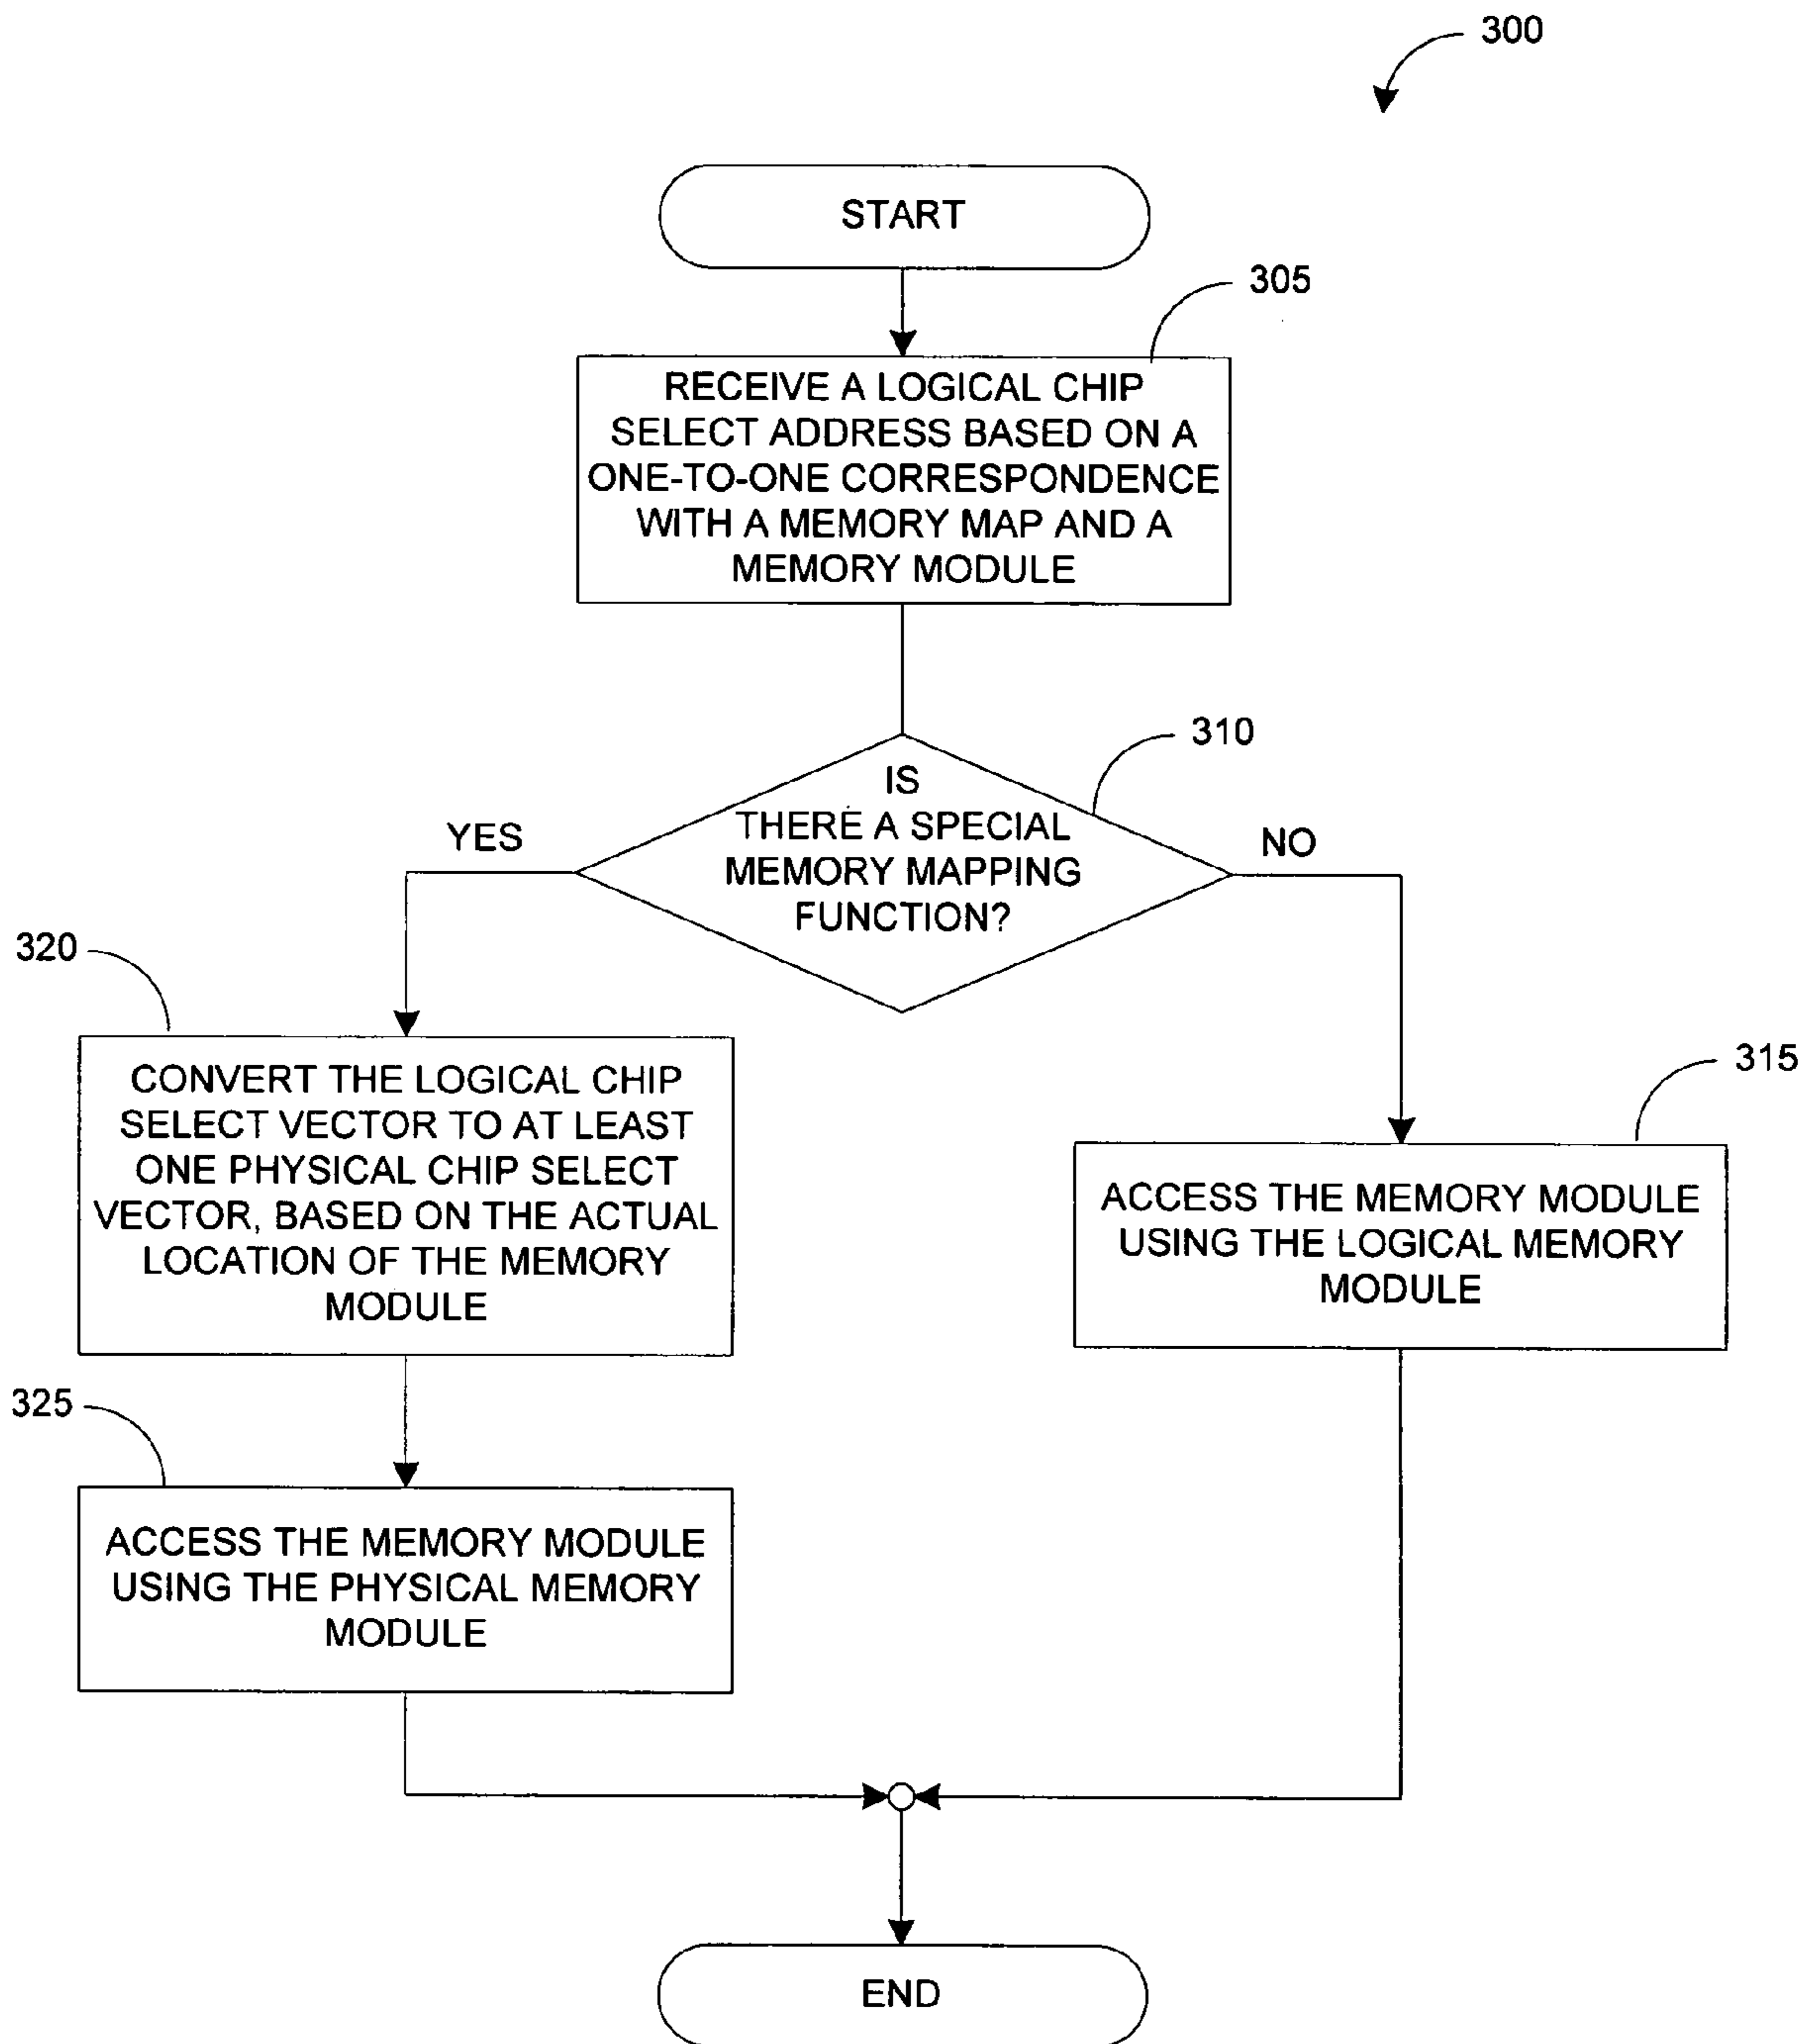 300
START
305
RECEIVE A LOGICAL CHIP
SELECT ADDRESS BASED ON A
ONE-TO-ONE CORRESPONDENCE
WITH A MEMORY MAP AND A
MEMORY MODULE
310
IS
THERE A SPECIAL
MEMORY MAPPING
FUNCTION?
YES
NO
320
CONVERT THE LOGICAL CHIP
SELECT VECTOR TO AT LEAST
ONE PHYSICAL CHIP SELECT
VECTOR, BASED ON THE ACTUAL
LOCATION OF THE MEMORY
MODULE
315
ACCESS THE MEMORY MODULE
USING THE LOGICAL MEMORY
MODULE
325
ACCESS THE MEMORY MODULE
USING THE PHYSICAL MEMORY
MODULE
END